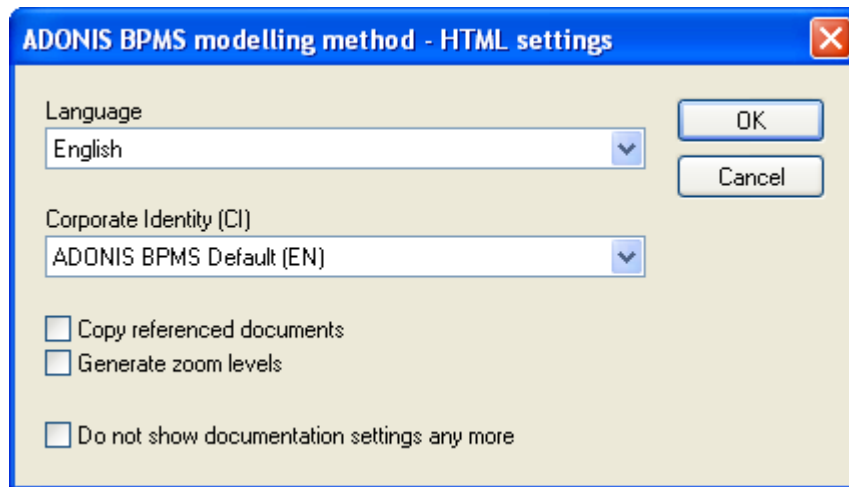 ADONIS BPMS modelling method - HTML settings
Language
English
OK
Cancel
Corporate Identity (CI)
ADONIS BPMS Default (EN)
Copy referenced documents
Generate zoom levels
Do not show documentation settings any more